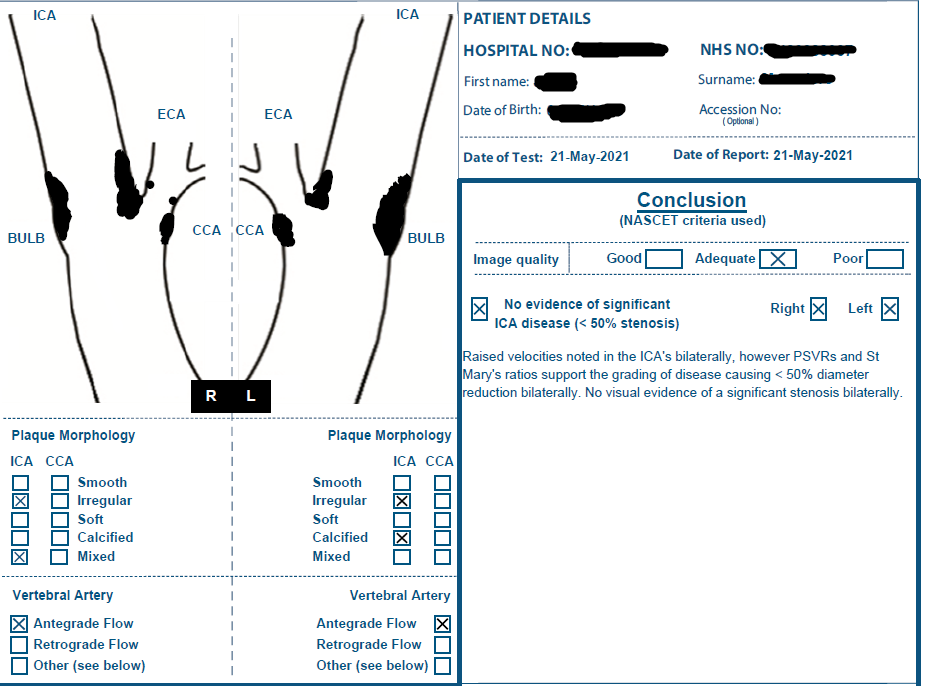 ICA ICA
ECA ECA
CCA CCA
BULB BULB
R L
Plaque Morphology Plaque Morphology
ICA CCA ICA CCA
Smooth Smooth
Irregular Irregular
Soft Soft
Calcified Calcified
Mixed Mixed
Vertebral Artery Vertebral Artery
Antegrade Flow Antegrade Flow
Retrograde Flow Retrograde Flow
Other (see below) Other (see below)
PATIENT DETAILS
HOSPITAL NO: NHS NO:
First name: Surname:
Date of Birth: Accession No:
( Optional )
Date of Test: 21-May-2021 Date of Report: 21-May-2021
Conclusion
(NASCET criteria used)
Image quality Good Adequate Poor
No evidence of significant Right Left
ICA disease (< 50% stenosis)
Raised velocities noted in the ICA's bilaterally, however PSVRs and St
Mary's ratios support the grading of disease causing < 50% diameter
reduction bilaterally. No visual evidence of a significant stenosis bilaterally.